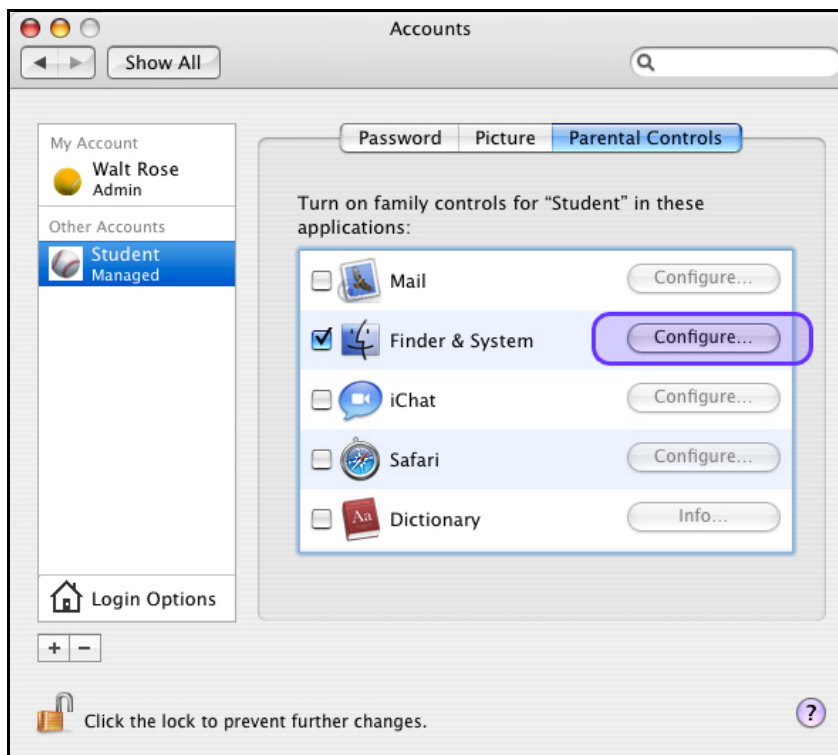 Accounts
Show All
My Account
Walt Rose
Admin
Other Accounts
Student
Managed
Login Options
Password Picture Parental Controls
Turn on family controls for “Student” in these
applications:
Mail Configure...
Finder & System Configure...
iChat Configure...
Safari Configure...
Aa
Dictionary Info...
+ −
Click the lock to prevent further changes.
?